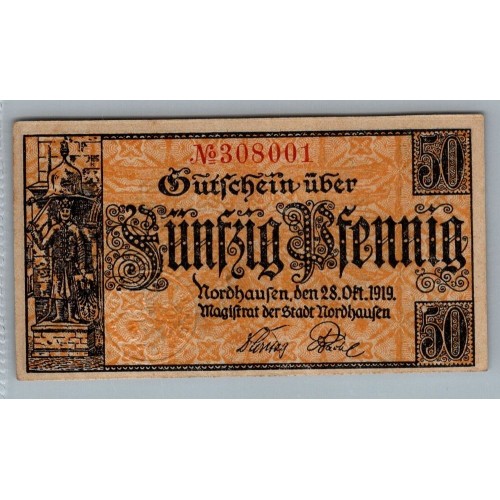 №308001
50
Gutschein über
Fünfzig Pfennig
Nordhausen, den 28. Okt. 1919.
Magistrat der Stadt Nordhausen
50